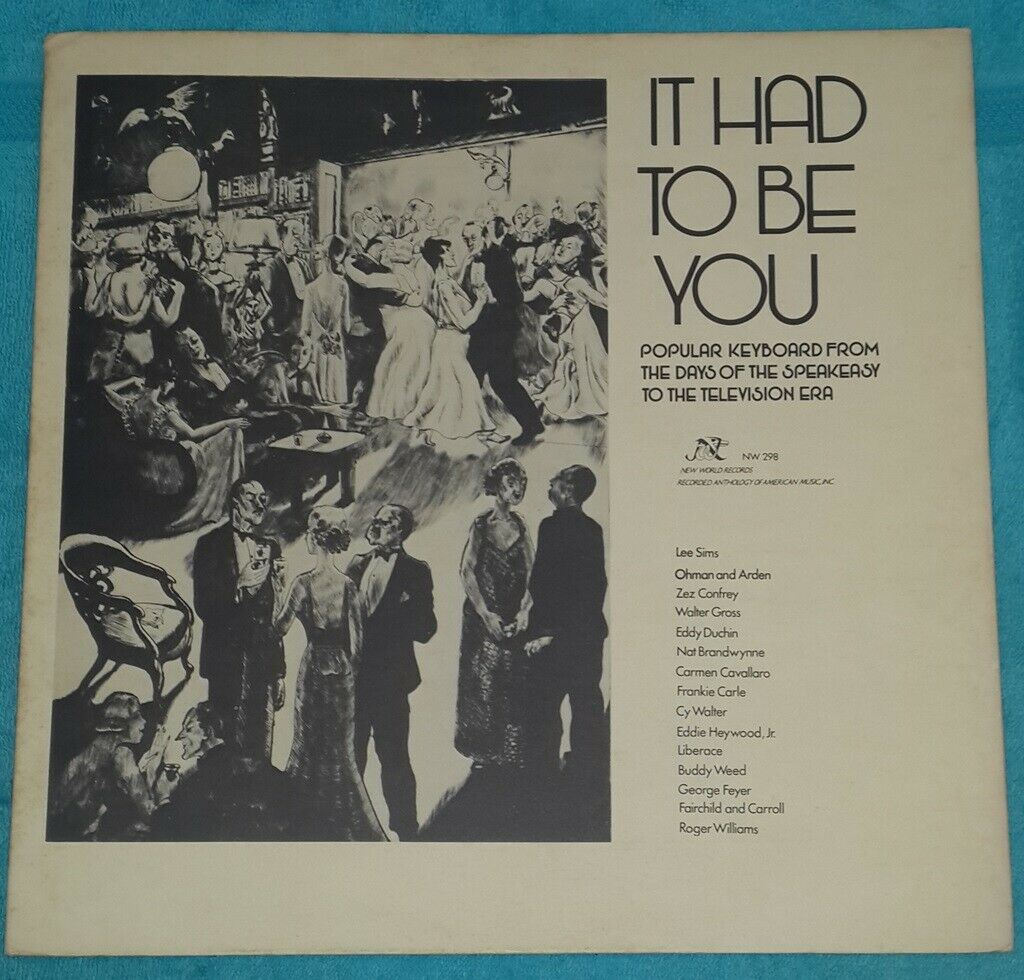 IT HAD
TO BE
YOU
POPULAR KEYBOARD FROM
THE DAYS OF THE SPEAKEASY
TO THE TELEVISION ERA
NW 298
NEW WORLD RECORDS
RECORDED ANTHOLOGY OF AMERICAN MUSIC, INC
Lee Sims
Ohman and Arden
Zez Confrey
Walter Gross
Eddy Duchin
Nat Brandwynne
Carmen Cavallaro
Frankie Carle
Cy Walter
Eddie Heywood, Jr.
Liberace
Buddy Weed
George Feyer
Fairchild and Carroll
Roger Williams